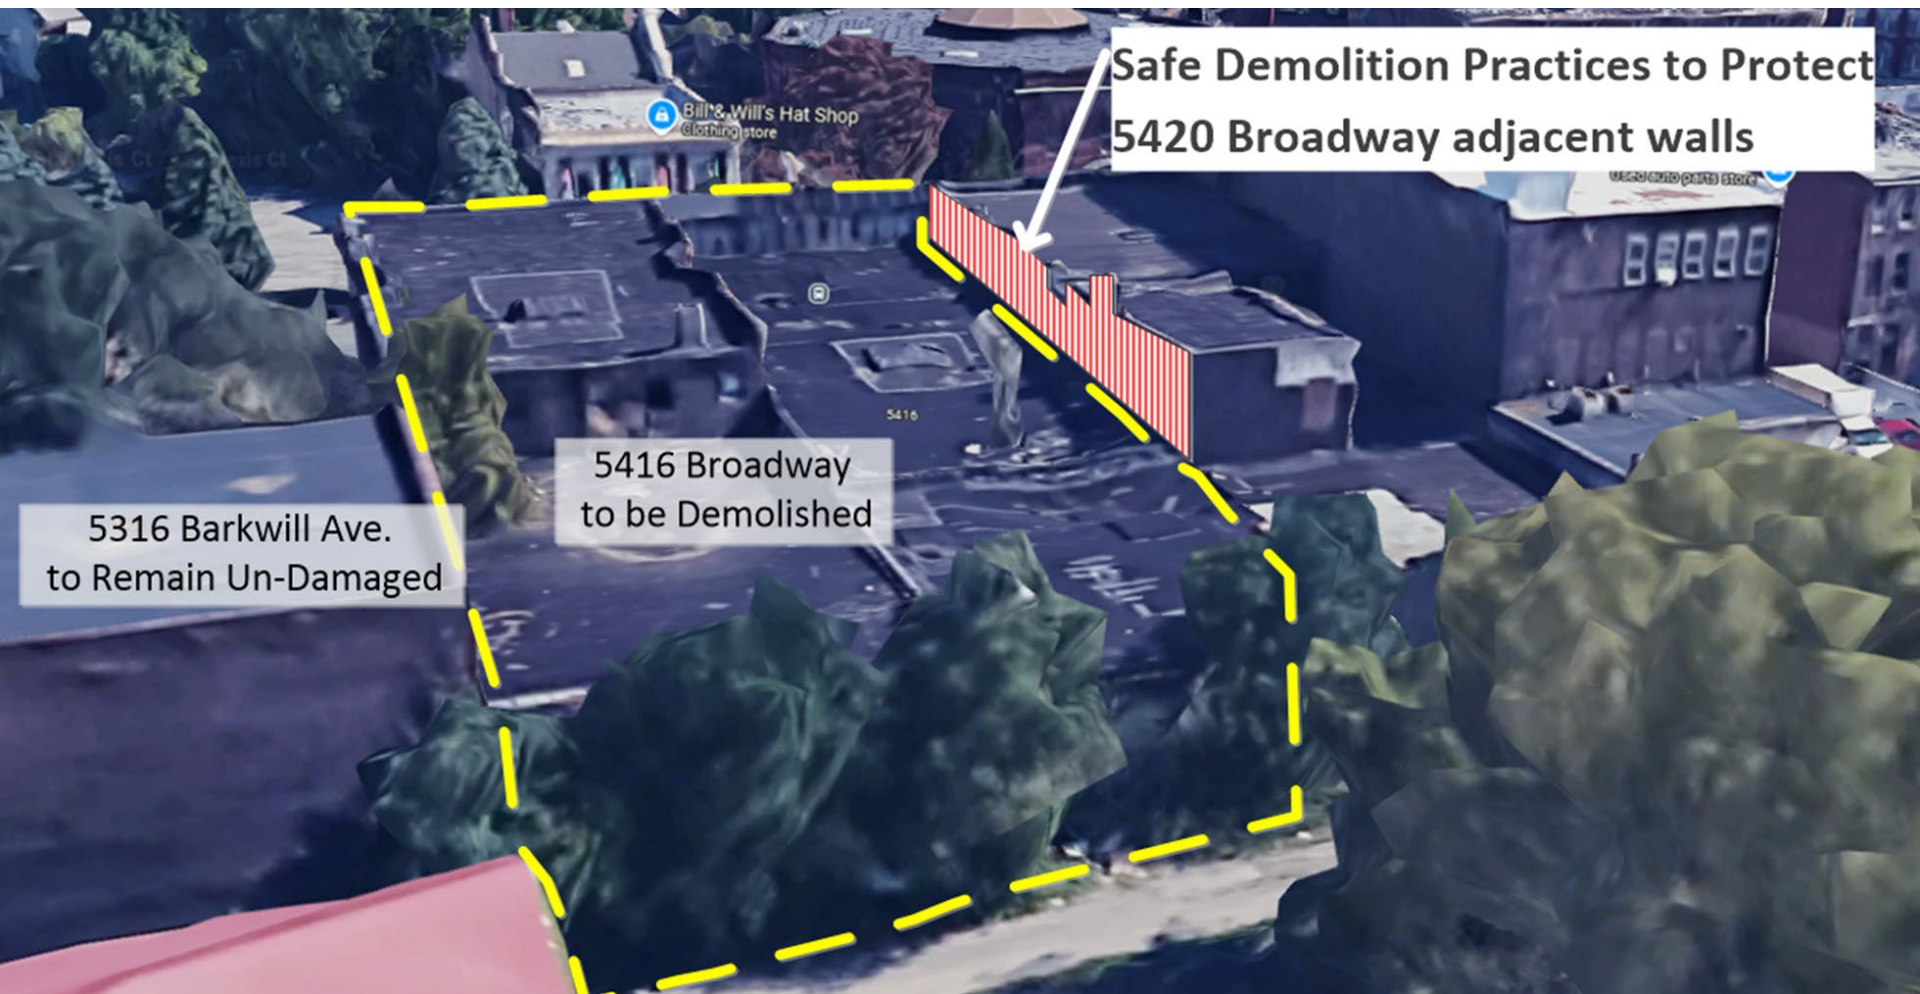 Safe Demolition Practices to Protect
5420 Broadway adjacent walls
Bill & Will's Hat Shop
Clothing store
Used auto parts store
5416
5416 Broadway
to be Demolished
5316 Barkwill Ave.
to Remain Un-Damaged